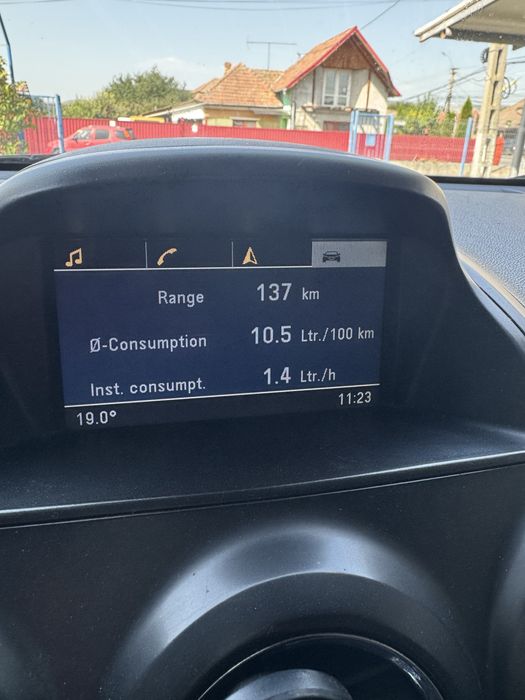 Range 137 km
Ø-Consumption 10.5 Ltr./100 km
Inst. consumpt. 1.4 Ltr./h
19.0° 11:23